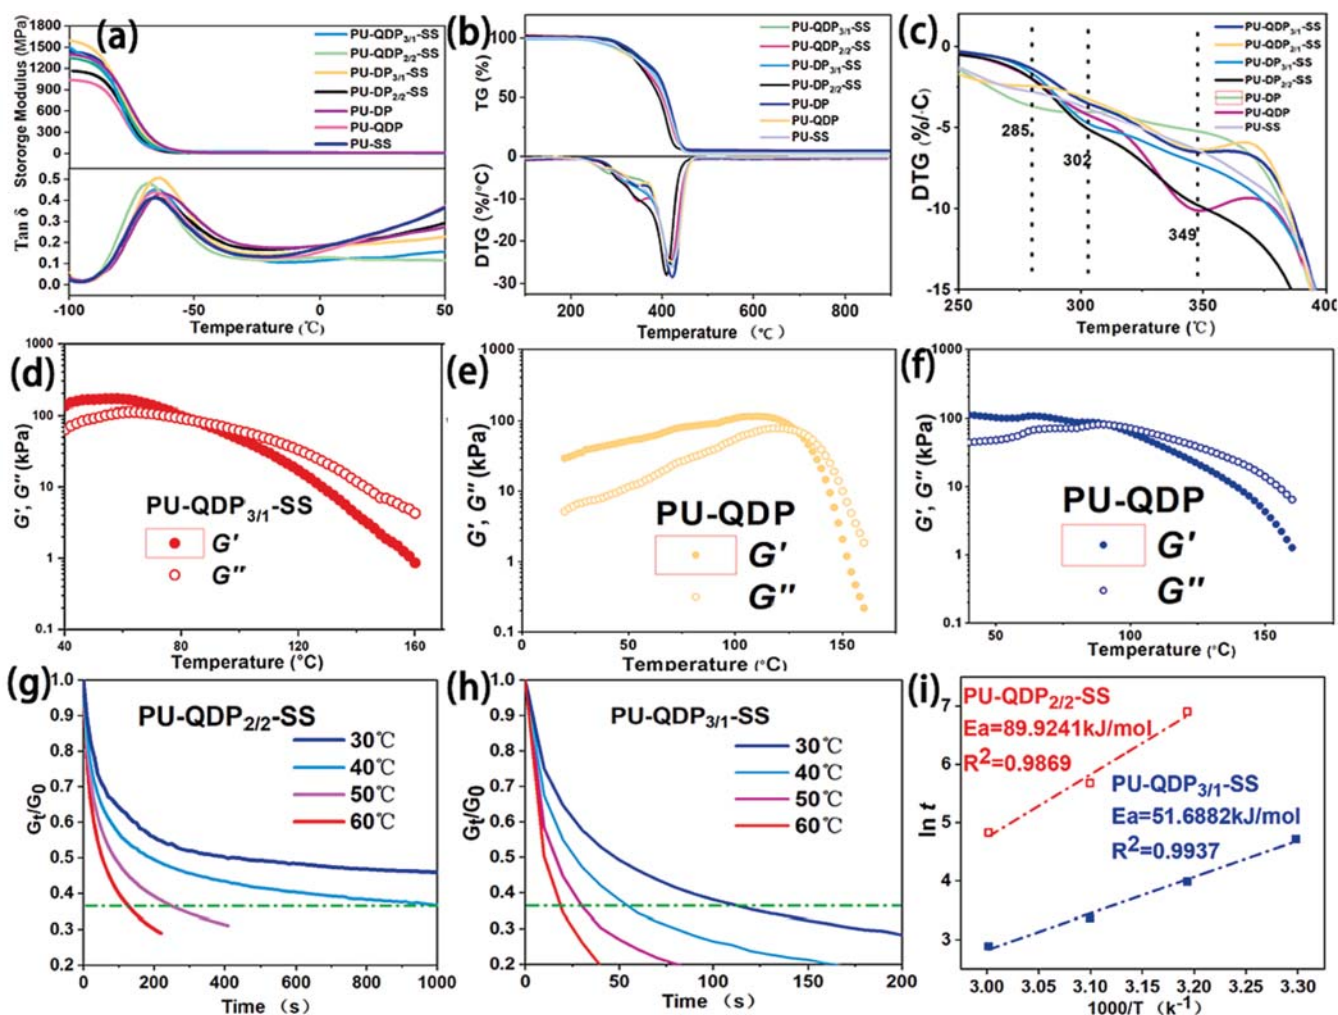 (a)
Stororge Modulus (MPa)
1800
1500
1200
900
600
300
0
PU-QDP3/1-SS
PU-QDP2/2-SS
PU-DP3/1-SS
PU-DP2/2-SS
PU-DP
PU-QDP
PU-SS
Tan δ
0.5
0.4
0.3
0.2
0.1
0.0
-100
-50
0
50
Temperature (℃)
(b)
TG (%)
100
50
0
PU-QDP3/1-SS
PU-QDP2/2-SS
PU-DP3/1-SS
PU-DP2/2-SS
PU-DP
PU-QDP
PU-SS
DTG (%/°C)
-10
-20
-30
200
400
600
800
Temperature (℃)
(c)
DTG (%/·C)
0
-5
-10
-15
PU-QDP3/1-SS
PU-QDP2/1-SS
PU-DP3/1-SS
PU-DP2/2-SS
PU-DP
PU-QDP
PU-SS
285
302
349
250
300
350
400
Temperature (℃)
(d)
G', G'' (kPa)
1000
100
10
1
0.1
PU-QDP3/1-SS
G'
G''
40
80
120
160
Temperature (°C)
(e)
G', G'' (kPa)
1000
100
10
1
0.1
PU-QDP
G'
G''
0
50
100
150
Temperature (°C)
(f)
G', G'' (kPa)
1000
100
10
1
0.1
PU-QDP
G'
G''
50
100
150
Temperature (°C)
(g)
Gt/G0
1.0
0.9
0.8
0.7
0.6
0.5
0.4
0.3
0.2
PU-QDP2/2-SS
30℃
40℃
50℃
60℃
0
200
400
600
800
1000
Time (s)
(h)
Gt/G0
1.0
0.9
0.8
0.7
0.6
0.5
0.4
0.3
0.2
PU-QDP3/1-SS
30℃
40℃
50℃
60℃
0
50
100
150
200
Time (s)
(i)
ln t
7
6
5
4
3
PU-QDP2/2-SS
Ea=89.9241kJ/mol
R2=0.9869
PU-QDP3/1-SS
Ea=51.6882kJ/mol
R2=0.9937
3.00
3.10
3.20
3.30
1000/T (k-1)